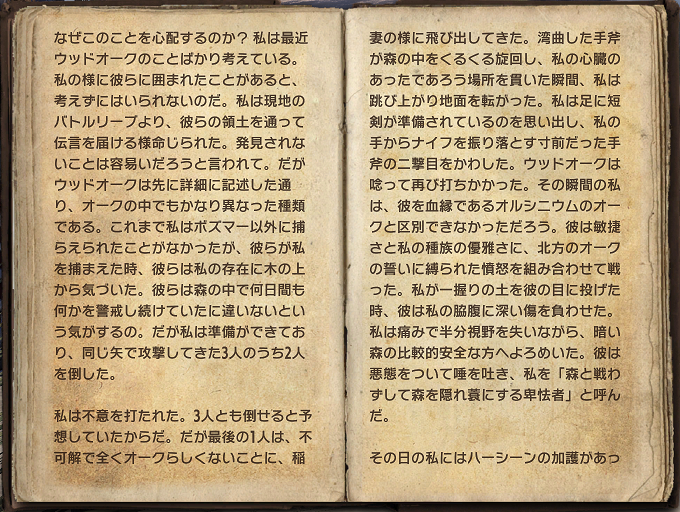 なぜこのことを心配するのか? 私は最近
ウッドオークのことばかり考えている。
私の様に彼らに囲まれたことがあると、
考えずにはいられないのだ。私は現地の
バトルリーブより、彼らの領土を通って
伝言を届ける様命じられた。発見されな
いことは容易いだろうと言われて。だが
ウッドオークは先に詳細に記述した通
り、オークの中でもかなり異なった種類
である。これまで私はボズマー以外に捕
らえられたことがなかったが、彼らが私
を捕まえた時、彼らは私の存在に木の上
から気づいた。彼らは森の中で何日間も
何かを警戒し続けていたに違いないとい
う気がするの。だが私は準備ができてお
り、同じ矢で攻撃してきた3人のうち2人
を倒した。
私は不意を打たれた。3人とも倒せると予
想していたからだ。だが最後の1人は、不
可解で全くオークらしくないことに、稲
妻の様に飛び出してきた。湾曲した手斧
が森の中をくるくる旋回し、私の心臓の
あったであろう場所を貫いた瞬間、私は
跳び上がり地面を転がった。私は足に短
剣が準備されているのを思い出し、私の
手からナイフを振り落とす寸前だった手
斧の二撃目をかわした。ウッドオークは
唸って再び打ちかかった。その瞬間の私
は、彼を血縁であるオルシニウムのオー
クと区別できなかっただろう。彼は敏捷
さと私の種族の優雅さに、北方のオーク
の誓いに縛られた憤怒を組み合わせて戦
った。私が一握りの土を彼の目に投げた
時、彼は私の脇腹に深い傷を負わせた。
私は痛みで半分視野を失いながら、暗い
森の比較的安全な方へよろめいた。彼は
悪態をついて唾を吐き、私を「森と戦わ
ずして森を隠れ蓑にする卑怯者」と呼ん
だ。
その日の私にはハーシーンの加護があっ